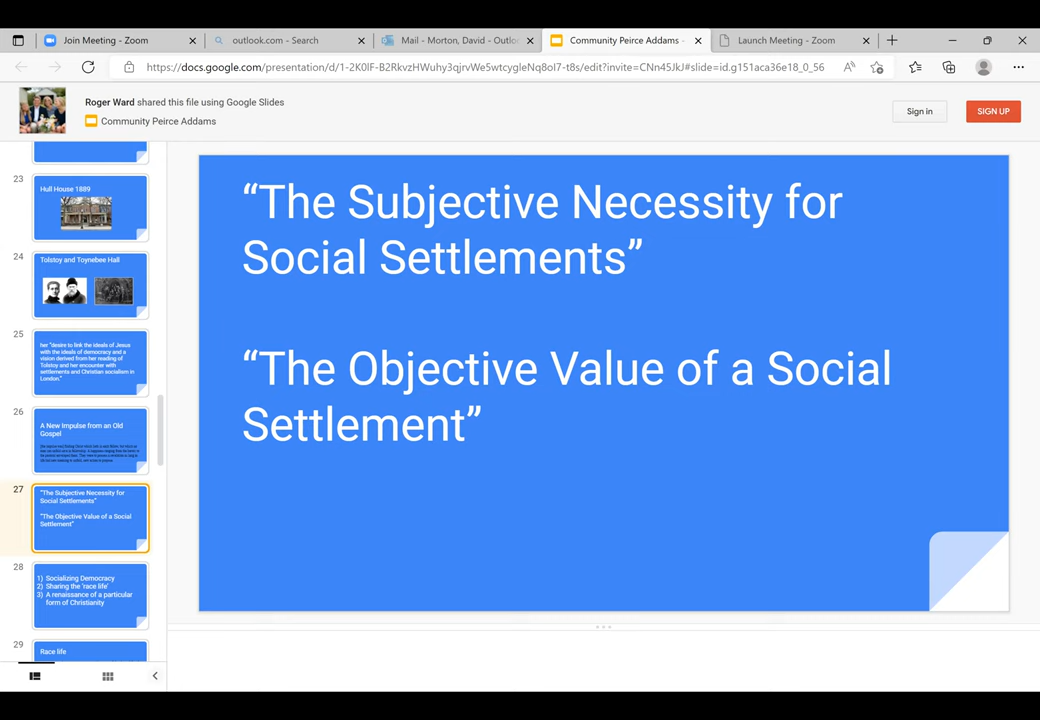 Join Meeting - Zoom
outlook.com - Search
Mail - Morton, David - Outlo
Community Peirce Addams -
Launch Meeting - Zoom
https://docs.google.com/presentation/d/1-2K0IF-B2RkvzHWuhy3qjrvWe5wtcygleNq8oI7-t8s/edit?invite=CNn45JkJ#slide=id.g151aca36e18_0_56
Roger Ward shared this file using Google Slides
Community Peirce Addams
Sign in
SIGN UP
23
Hull House 1889
24
Tolstoy and Toynebee Hall
25
her "desire to link the ideals of Jesus
with the ideals of democracy and a
vision derived from her reading of
Tolstoy and her encounter with
settlements and Christian socialism in
London."
26
A New Impulse from an Old
Gospel
27
"The Subjective Necessity for
Social Settlements"
"The Objective Value of a Social
Settlement"
28
1) Socializing Democracy
2) Sharing the 'race life'
3) A renaissance of a particular
form of Christianity
29
Race life
“The Subjective Necessity for
Social Settlements”
“The Objective Value of a Social
Settlement”